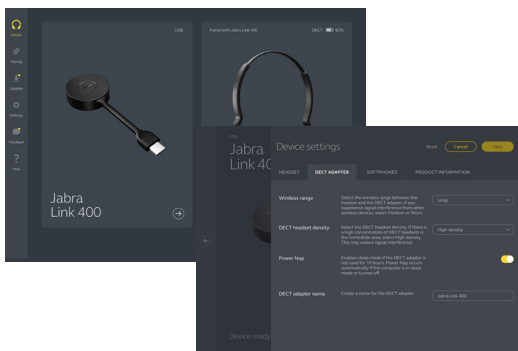 USB
Paired with Jabra Link 400
DECT
83%
Device
Pairing
Updates
Settings
Feedback
?
Help
Jabra
Link 400
USB
Jabra
Link 40
Device ready
Device settings
Reset
Cancel
Save
HEADSET
DECT ADAPTER
SOFTPHONES
PRODUCT INFORMATION
Wireless range
Select the wireless range between the
headset and the DECT adapter. If you
experience signal interference from other
wireless devices, select Medium or Short.
Long
DECT headset density
Select the DECT headset density. If there is
a high concentration of DECT headsets in
the immediate area, select High density.
This may reduce signal interference.
High density
Power Nap
Enables sleep mode if the DECT adapter is
not used for 10 hours. Power Nap occurs
automatically if the computer is in sleep
mode or turned off.
DECT adapter name
Create a name for the DECT adapter.
Jabra Link 400